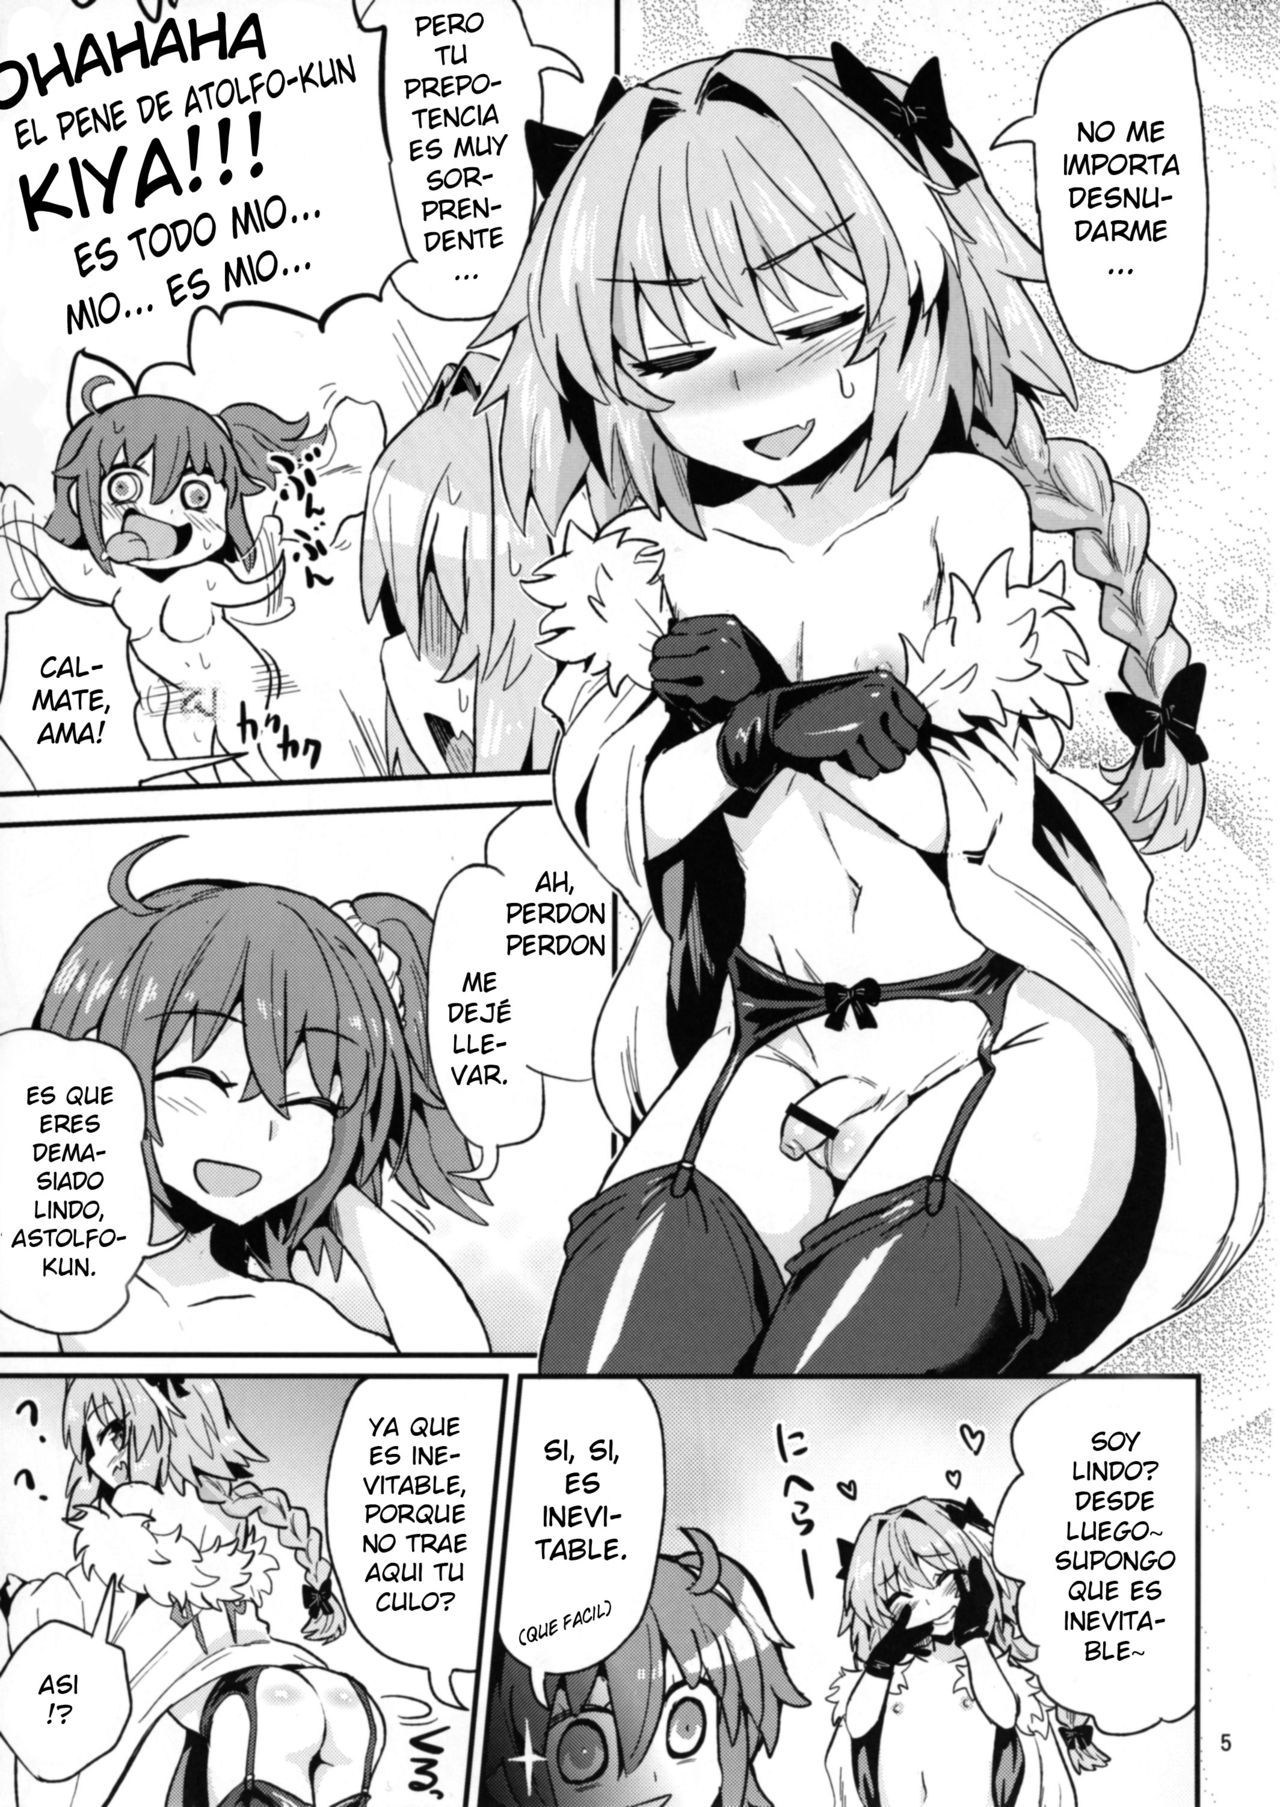 NO ME
IMPORTA
DESNU-
DARME
...
PERO
TU
PREPO-
TENCIA
ES MUY
SOR-
PREN-
DENTE
...
OHAHAHA
EL PENE DE ATOLFO-KUN
KIYA!!!
ES TODO MIO...
MIO... ES MIO...
ぶんぶん
カクカク
CAL-
MATE,
AMA!
AH,
PERDON
PERDON
ME
DEJÉ
LLE-
VAR.
ES QUE
ERES
DEMA-
SIADO
LINDO,
ASTOLFO-
KUN.
SOY
LINDO?
DESDE
LUEGO~
SUPONGO
QUE ES
INEVITA-
BLE~
にへらー
SI, SI,
ES
INEVI-
TABLE.
(QUE FACIL)
YA QUE
ES INE-
VITABLE,
PORQUE
NO TRAE
AQUI TU
CULO?
?
?
ASI
!?
くるっ
5